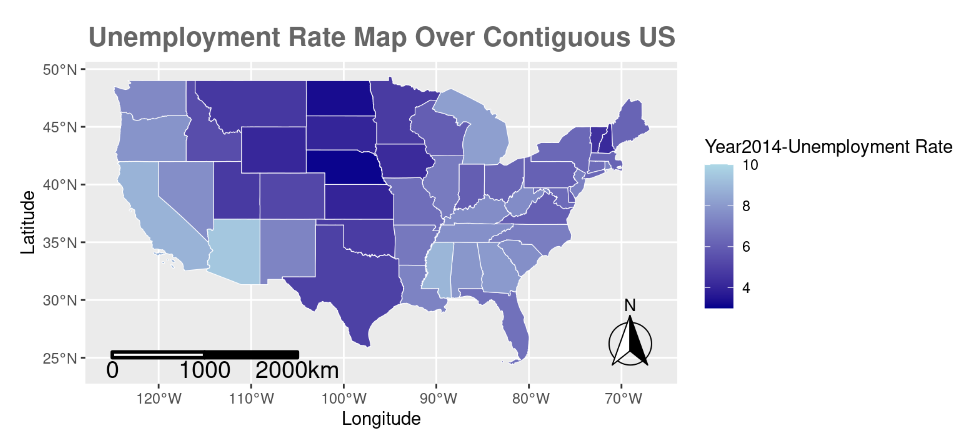 Unemployment Rate Map Over Contiguous US
50°N
45°N
40°N
35°N
30°N
25°N
Latitude
N
0 1000 2000km
120°W 110°W 100°W 90°W 80°W 70°W
Longitude
Year2014-Unemployment Rate
10
8
6
4